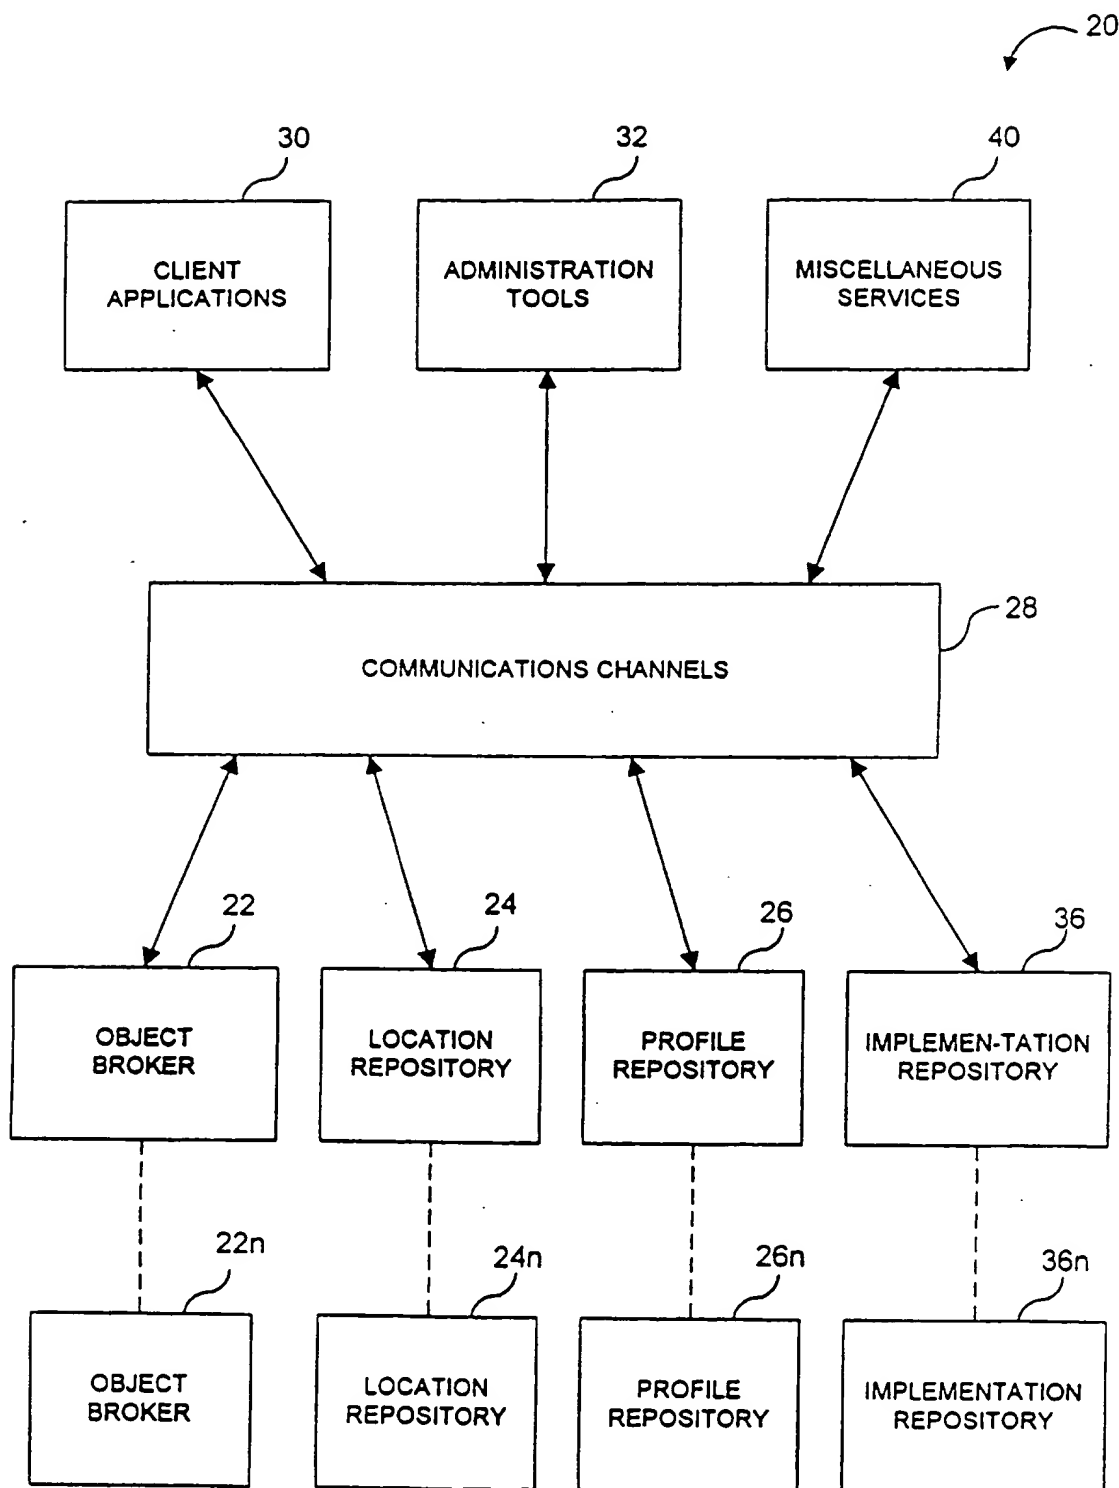 20
30
32
40
CLIENT
APPLICATIONS
ADMINISTRATION
TOOLS
MISCELLANEOUS
SERVICES
28
COMMUNICATIONS CHANNELS
22
24
26
36
OBJECT
BROKER
LOCATION
REPOSITORY
PROFILE
REPOSITORY
IMPLEMEN-TATION
REPOSITORY
22n
24n
26n
36n
OBJECT
BROKER
LOCATION
REPOSITORY
PROFILE
REPOSITORY
IMPLEMENTATION
REPOSITORY